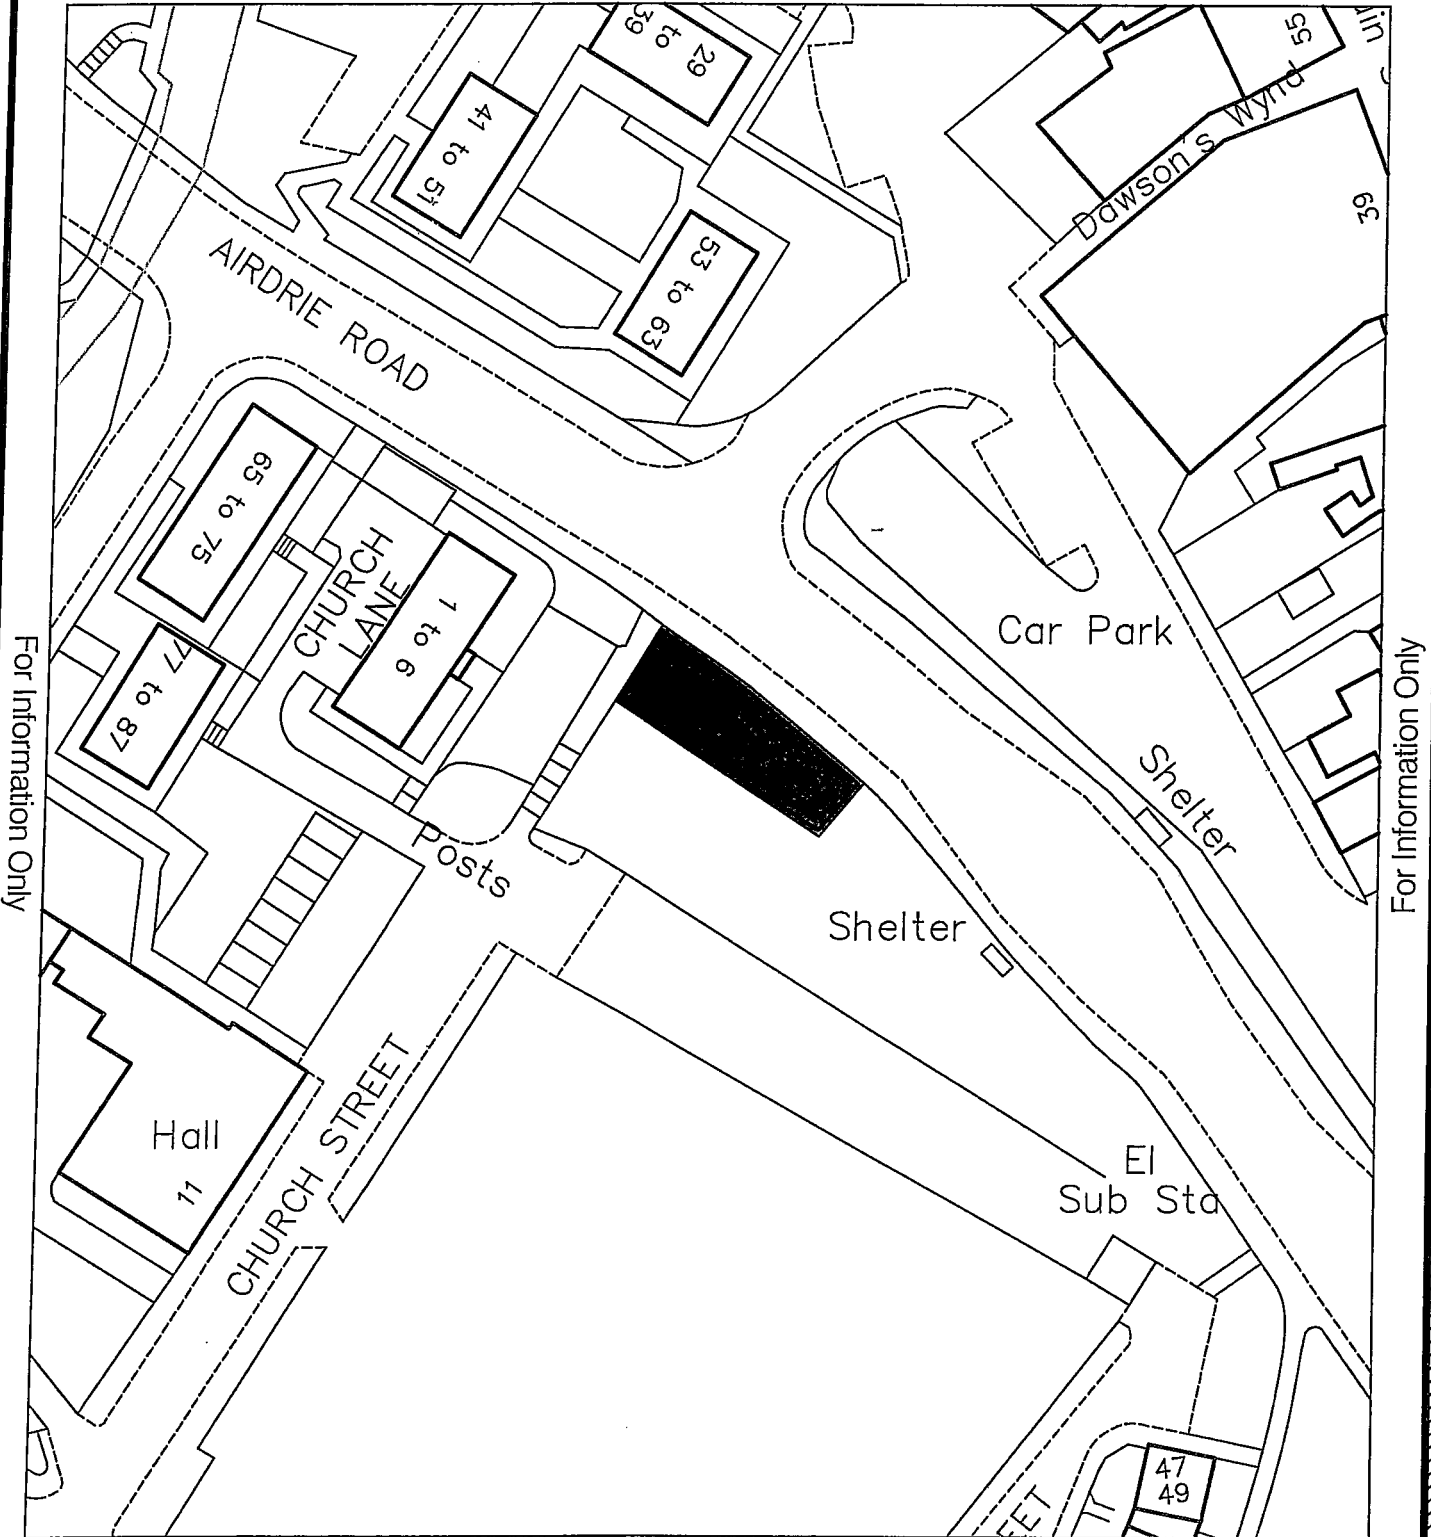 39
to
29
55
41 to 51
Dawson's Wynd
39
53 to 63
AIRDRIE ROAD
65 to 75
CHURCH
LANE
1 to 6
Car Park
77 to 87
For Information Only
For Information Only
Shelter
Posts
Shelter
Hall
11
CHURCH STREET
El
Sub Sta
47
49